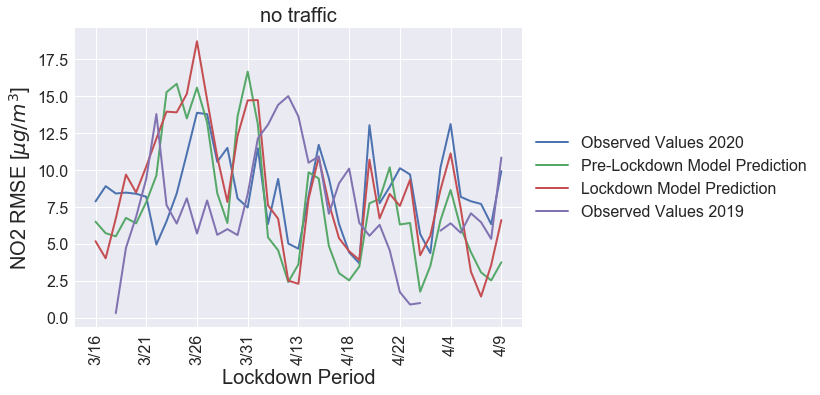 no traffic
NO2 RMSE [μg/m³]
17.5
15.0
12.5
10.0
7.5
5.0
2.5
0.0
3/16
3/21
3/26
3/31
4/13
4/18
4/22
4/4
4/9
Lockdown Period
Observed Values 2020
Pre-Lockdown Model Prediction
Lockdown Model Prediction
Observed Values 2019